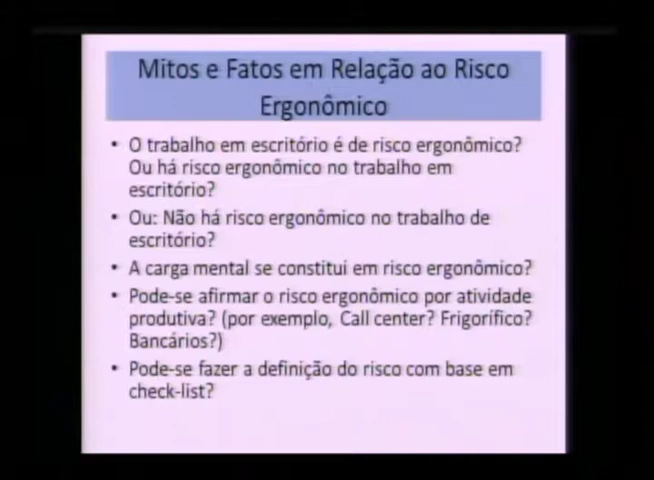 Mitos e Fatos em Relação ao Risco
Ergonômico
• O trabalho em escritório é de risco ergonômico?
Ou há risco ergonômico no trabalho em
escritório?
• Ou: Não há risco ergonômico no trabalho de
escritório?
• A carga mental se constitui em risco ergonômico?
• Pode-se afirmar o risco ergonômico por atividade
produtiva? (por exemplo, Call center? Frigorífico?
Bancários?)
• Pode-se fazer a definição do risco com base em
check-list?